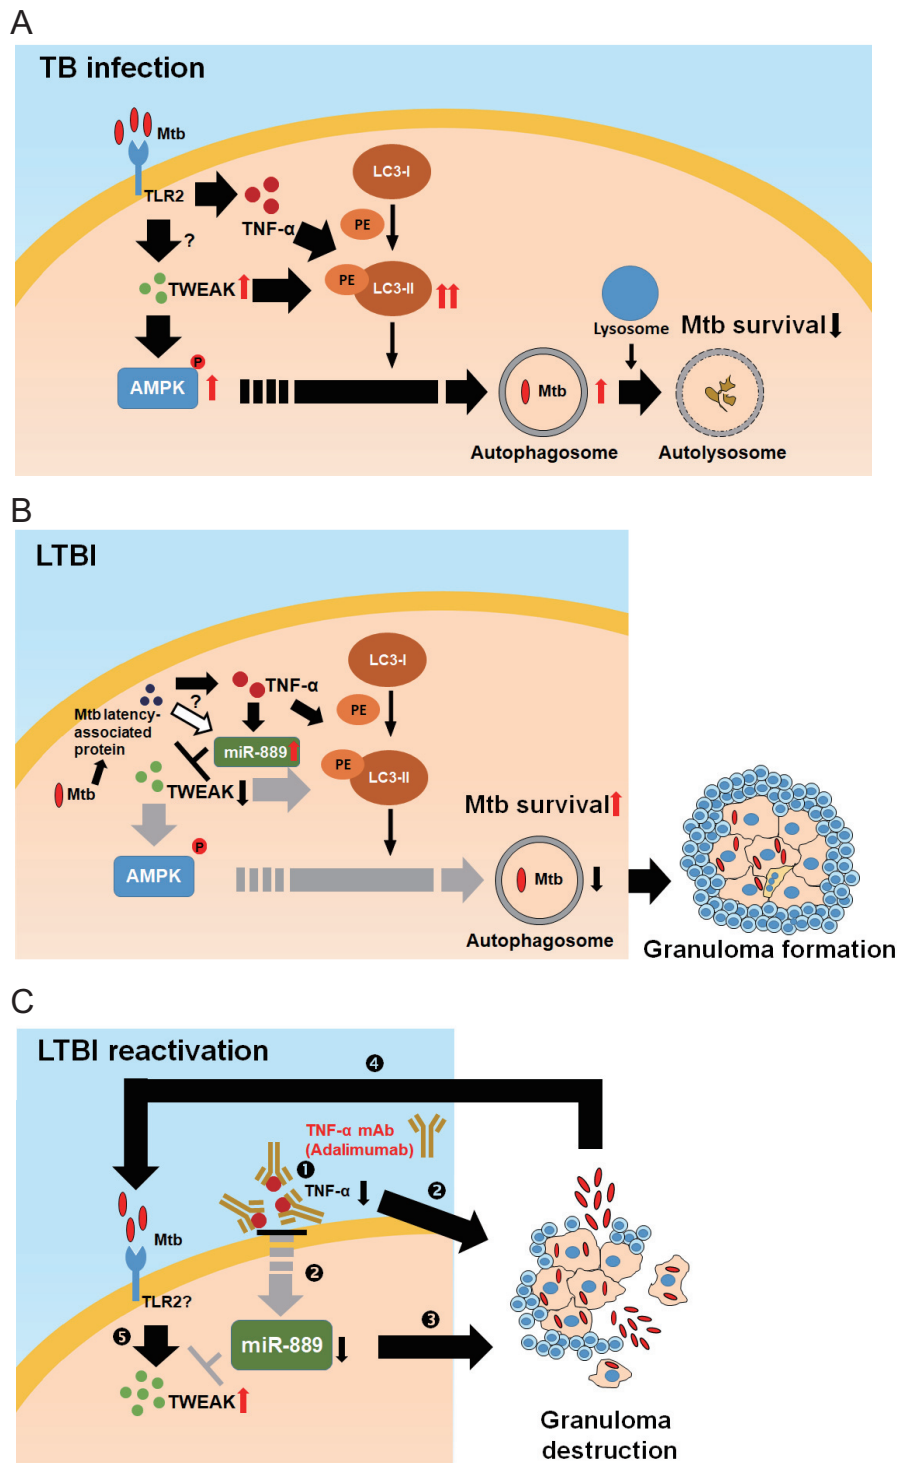 A
TB infection
Mtb
TLR2
TNF-α
?
TWEAK
P
AMPK
LC3-I
PE
PE
LC3-II
Lysosome
Mtb survival
Mtb
Autophagosome
Autolysosome
B
LTBI
LC3-I
TNF-α
?
PE
Mtb latency-
associated
protein
miR-889
PE
LC3-II
Mtb
TWEAK
Mtb survival
P
AMPK
Mtb
Autophagosome
Granuloma formation
C
LTBI reactivation
4
TNF-α mAb
(Adalimumab)
1
TNF-α
2
Mtb
2
TLR2?
5
miR-889
3
TWEAK
Granuloma
destruction